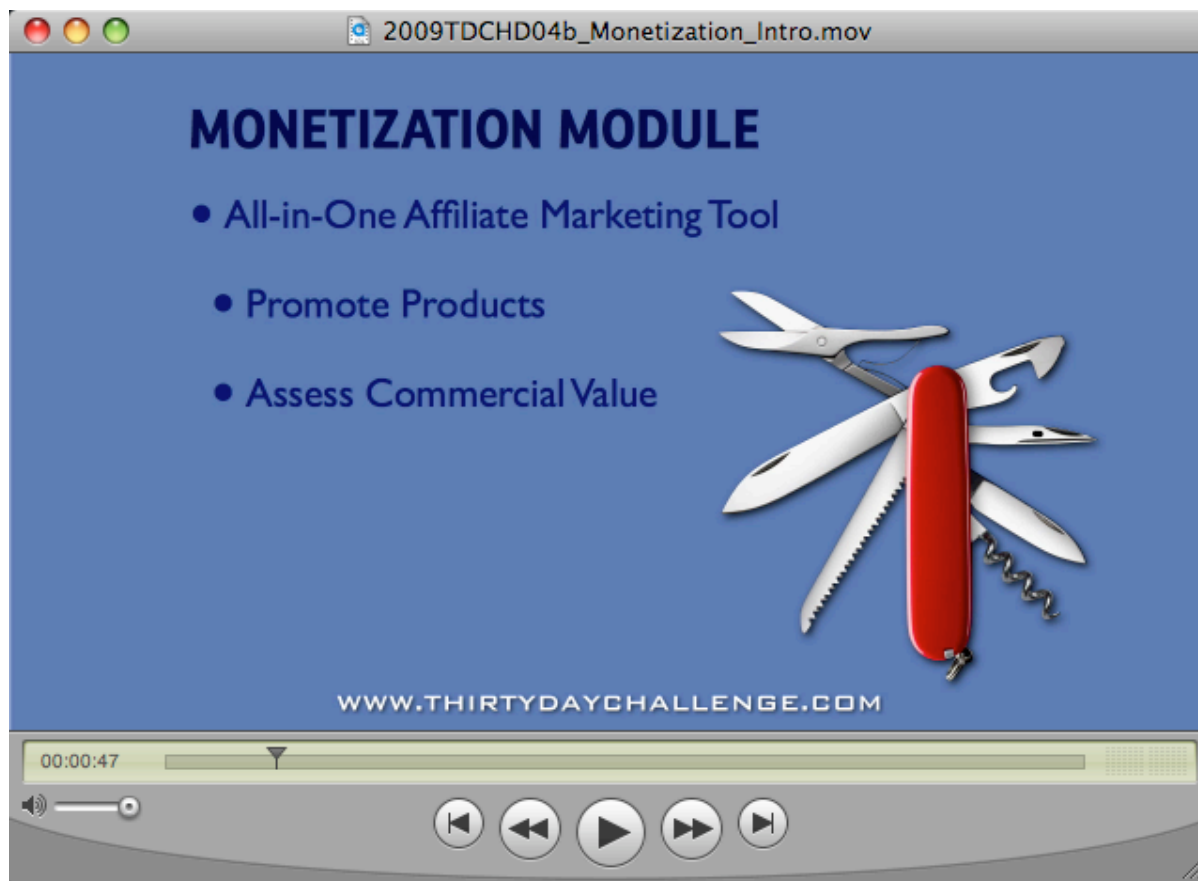 2009TDCHD04b_Monetization_Intro.mov
MONETIZATION MODULE
• All-in-One Affiliate Marketing Tool
• Promote Products
• Assess Commercial Value
WWW.THIRTYDAYCHALLENGE.COM
00:00:47